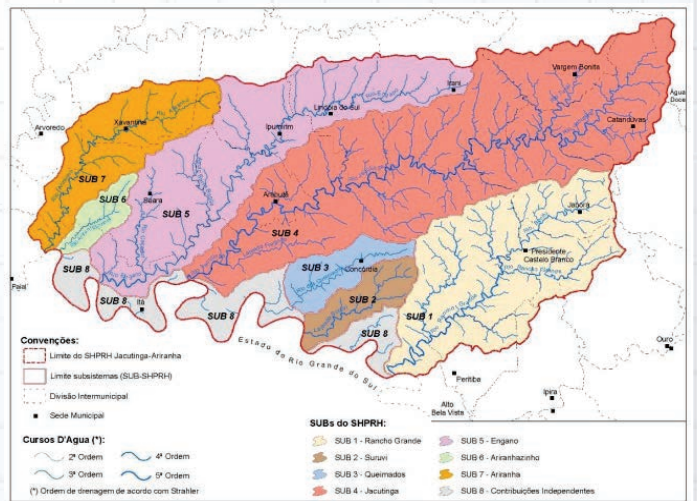 Vargem Bonita
Irani
Água
Doce
Lindóia do Sul
Catanduvas
Arvoredo
Xavantina
Ipumirim
SUB 7
SUB 6
Seara
SUB 5
Arabutã
Jaborá
SUB 4
SUB 8
Presidente
Castelo Branco
Paial
SUB 3
Concórdia
SUB 8
Itá
SUB 8
SUB 2
SUB 1
SUB 8
Estado do Rio Grande do Sul
Ouro
Peritiba
Ipira
Alto
Bela Vista
Convenções:
Limite do SHPRH Jacutinga-Ariranha
Limite subsistemas (SUB-SHPRH)
Divisão Intermunicipal
Sede Municipal
Cursos D'Agua (*):
2ª Ordem
4ª Ordem
3ª Ordem
5ª Ordem
(*) Ordem de drenagem de acordo com Strahler
SUBs do SHPRH:
SUB 1 - Rancho Grande
SUB 5 - Engano
SUB 2 - Suruvi
SUB 6 - Ariranhazinho
SUB 3 - Queimados
SUB 7 - Ariranha
SUB 4 - Jacutinga
SUB 8 - Contribuições Independentes